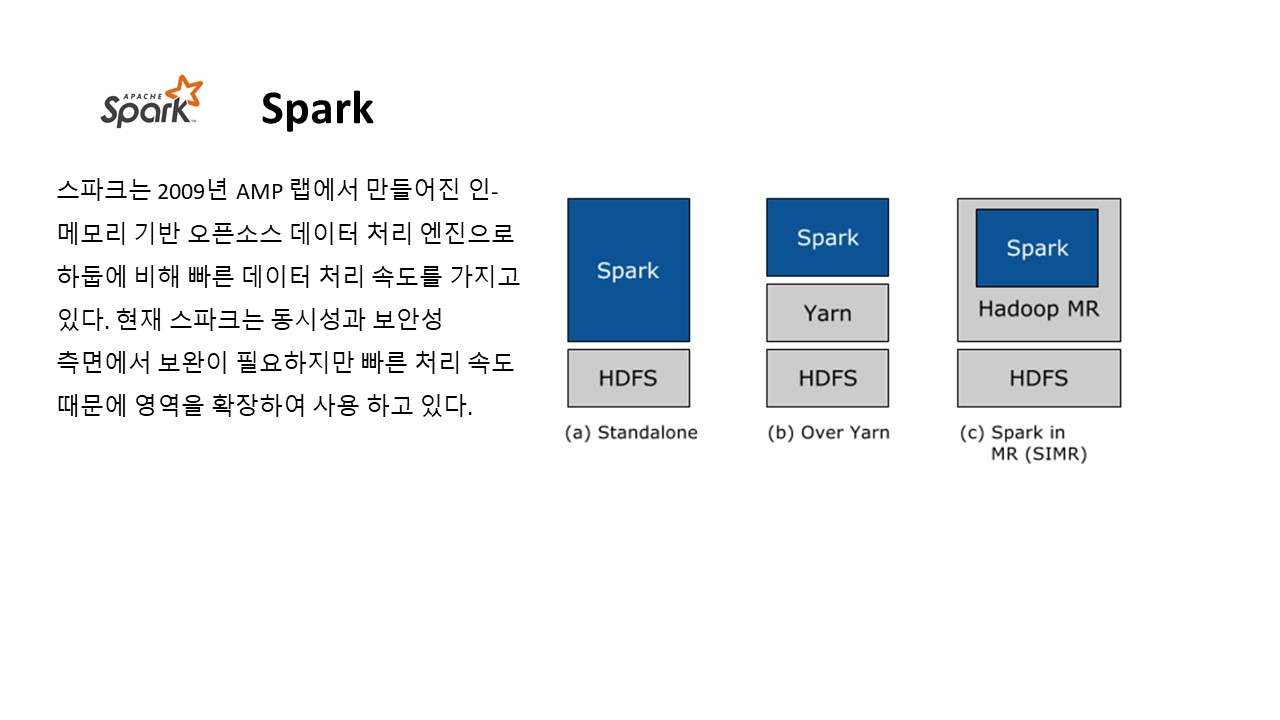 APACHE
Spark™
Spark
스파크는 2009년 AMP 랩에서 만들어진 인-
메모리 기반 오픈소스 데이터 처리 엔진으로
하둡에 비해 빠른 데이터 처리 속도를 가지고
있다. 현재 스파크는 동시성과 보안성
측면에서 보완이 필요하지만 빠른 처리 속도
때문에 영역을 확장하여 사용 하고 있다.
Spark
HDFS
(a) Standalone
Spark
Yarn
HDFS
(b) Over Yarn
Spark
Hadoop MR
HDFS
(c) Spark in
MR (SIMR)